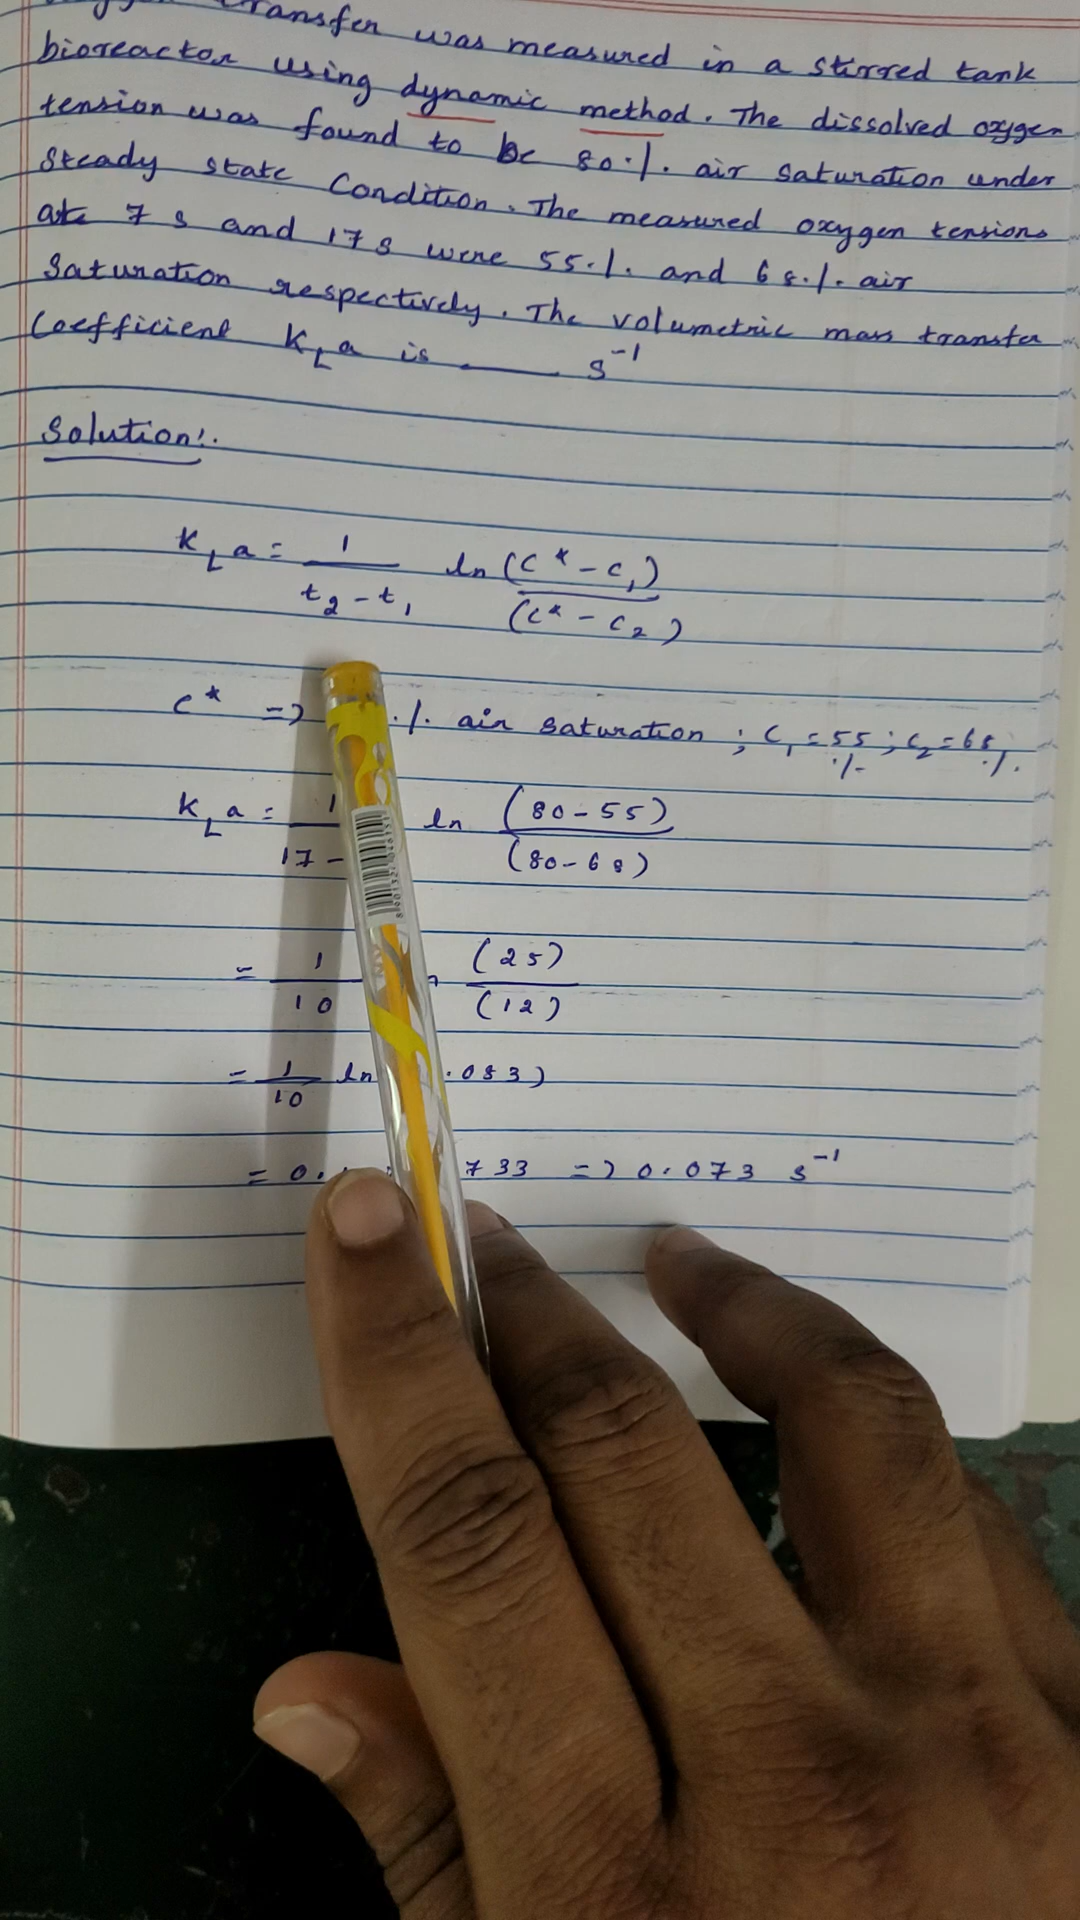 transfer was measured in a stirred tank
bioreactor using dynamic method. The dissolved oxygen
tension was found to be 80 %. air saturation under
Steady state Condition. The measured oxygen tensions
at 7 s and 17 s were 55 %. and 68 %. air
Saturation respectively. The volumetric mass transfer
Coefficient KLa is ___ s⁻¹
Solution:.
KLa = 1 / (t2 - t1) ln (C* - C1) / (C* - C2)
C* => %. air saturation ; C1 = 55 %. ; C2 = 68 %.
KLa = 1 / 17 - ln (80 - 55) / (80 - 68)
= 1 / 10 (25) / (12)
= 1 / 10 ln .083)
= 0. 733 => 0.073 s⁻¹